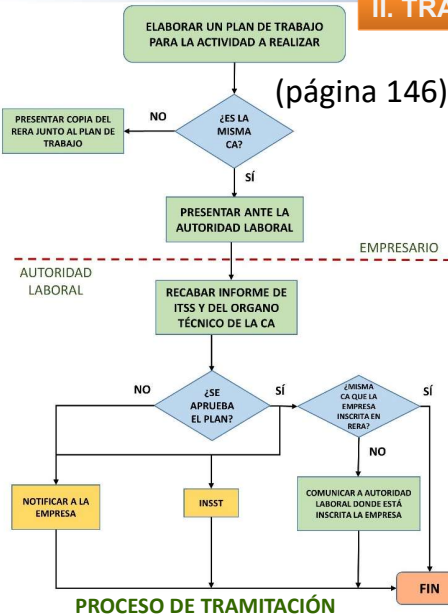 II. TRA
ELABORAR UN PLAN DE TRABAJO
PARA LA ACTIVIDAD A REALIZAR
(página 146)
PRESENTAR COPIA DEL
RERA JUNTO AL PLAN DE
TRABAJO
NO
¿ES LA
MISMA
CA?
SÍ
PRESENTAR ANTE LA
AUTORIDAD LABORAL
EMPRESARIO
AUTORIDAD
LABORAL
RECABAR INFORME DE
ITSS Y DEL ORGANO
TÉCNICO DE LA CA
NO
¿SE
APRUEBA
EL PLAN?
SÍ
¿MISMA
CA QUE LA
EMPRESA
INSCRITA EN
RERA?
SÍ
NO
NOTIFICAR A LA
EMPRESA
INSST
COMUNICAR A AUTORIDAD
LABORAL DONDE ESTÁ
INSCRITA LA EMPRESA
FIN
PROCESO DE TRAMITACIÓN